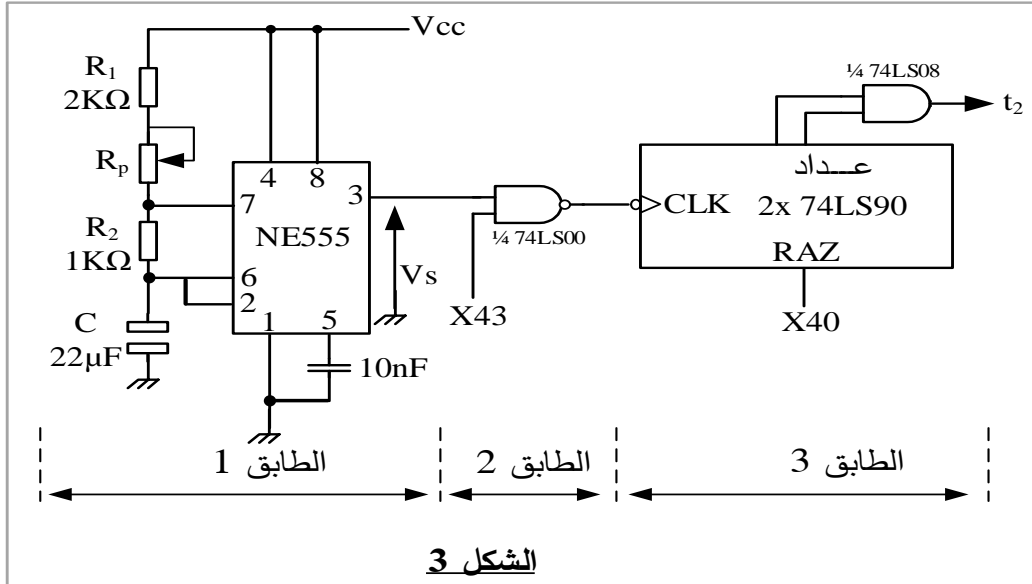 Vcc
R1
2KΩ
Rp
R2
1KΩ
C
22µF
4
8
7
3
NE555
6
2
1
5
Vs
10nF
¼ 74LS00
X43
¼ 74LS08
t2
عـــداد
CLK
2x 74LS90
RAZ
X40
الطابق 1
الطابق 2
الطابق 3
الشكل 3